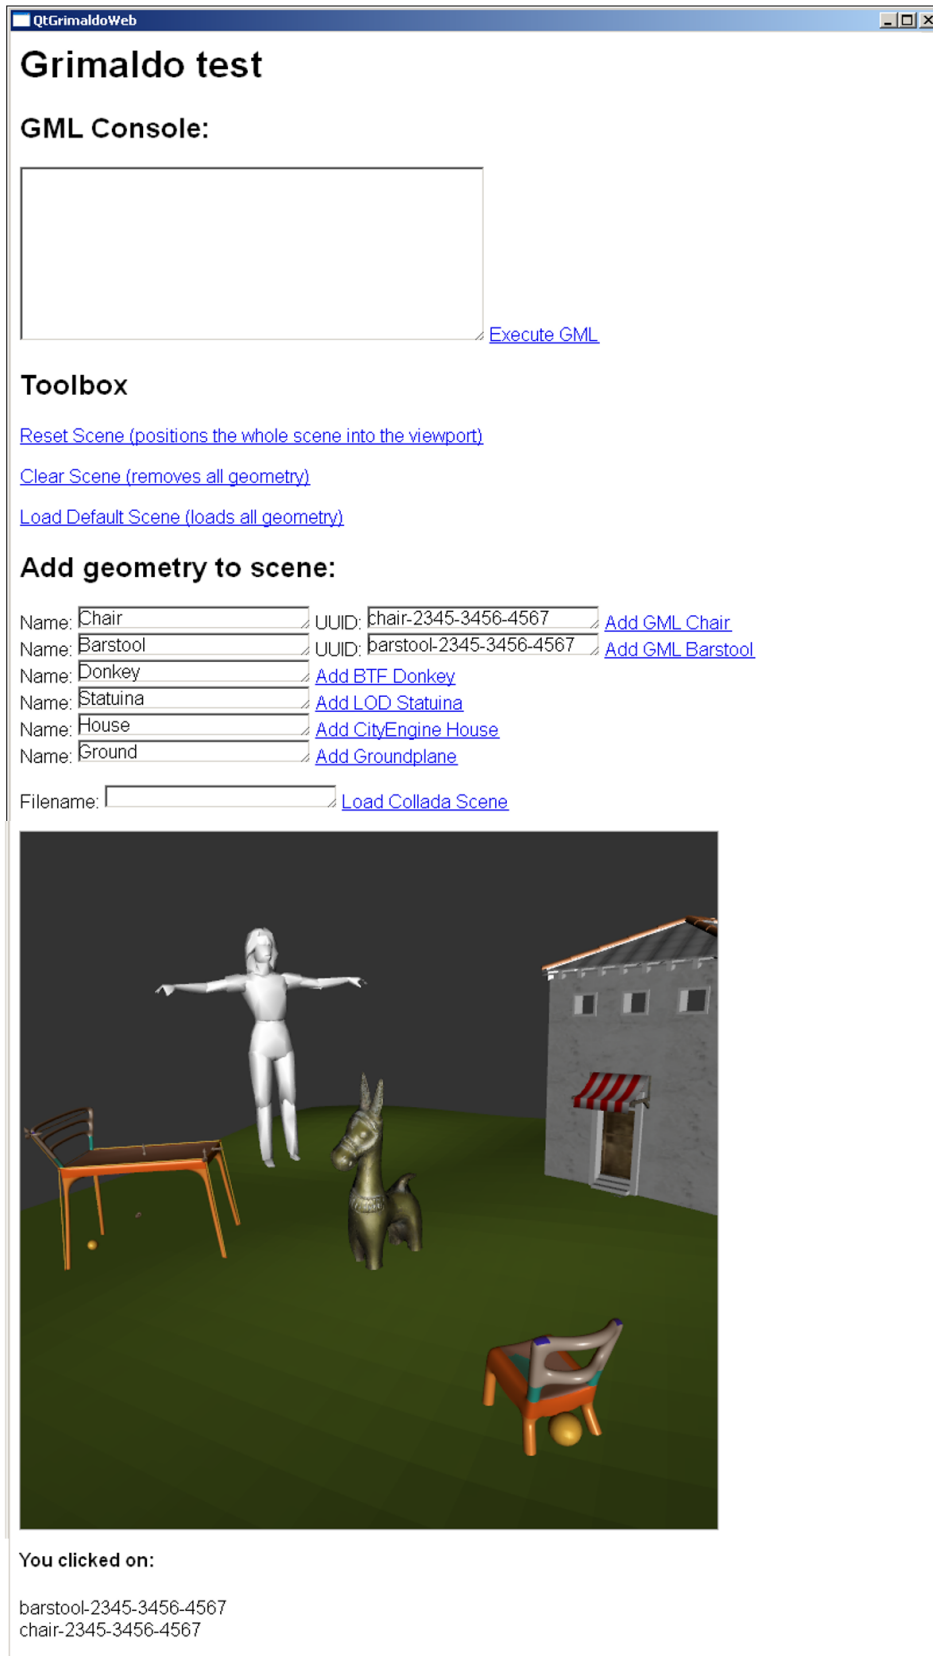 QtGrimaldoWeb
Grimaldo test
GML Console:
Execute GML
Toolbox
Reset Scene (positions the whole scene into the viewport)
Clear Scene (removes all geometry)
Load Default Scene (loads all geometry)
Add geometry to scene:
Name: Chair UUID: chair-2345-3456-4567 Add GML Chair
Name: Barstool UUID: barstool-2345-3456-4567 Add GML Barstool
Name: Donkey Add BTF Donkey
Name: Statuina Add LOD Statuina
Name: House Add CityEngine House
Name: Ground Add Groundplane
Filename: Load Collada Scene
You clicked on:
barstool-2345-3456-4567
chair-2345-3456-4567